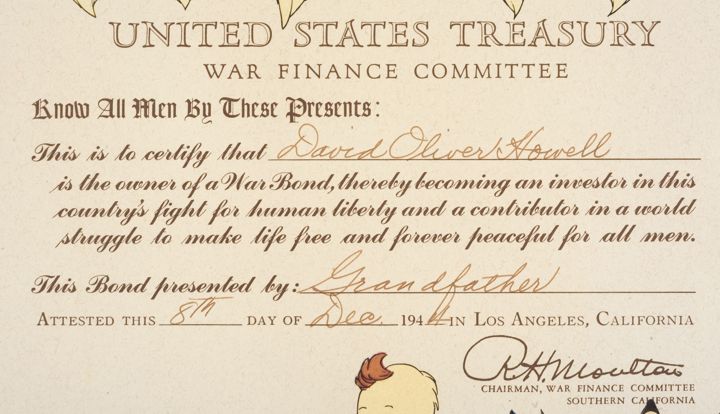 UNITED STATES TREASURY
WAR FINANCE COMMITTEE
Know All Men By These Presents:
This is to certify that David Oliver Howell
is the owner of a War Bond, thereby becoming an investor in this
country's fight for human liberty and a contributor in a world
struggle to make life free and forever peaceful for all men.
This Bond presented by: Grandfather
ATTESTED THIS 8th DAY OF Dec. 1944 IN LOS ANGELES, CALIFORNIA
R.H. Moulton
CHAIRMAN, WAR FINANCE COMMITTEE
SOUTHERN CALIFORNIA